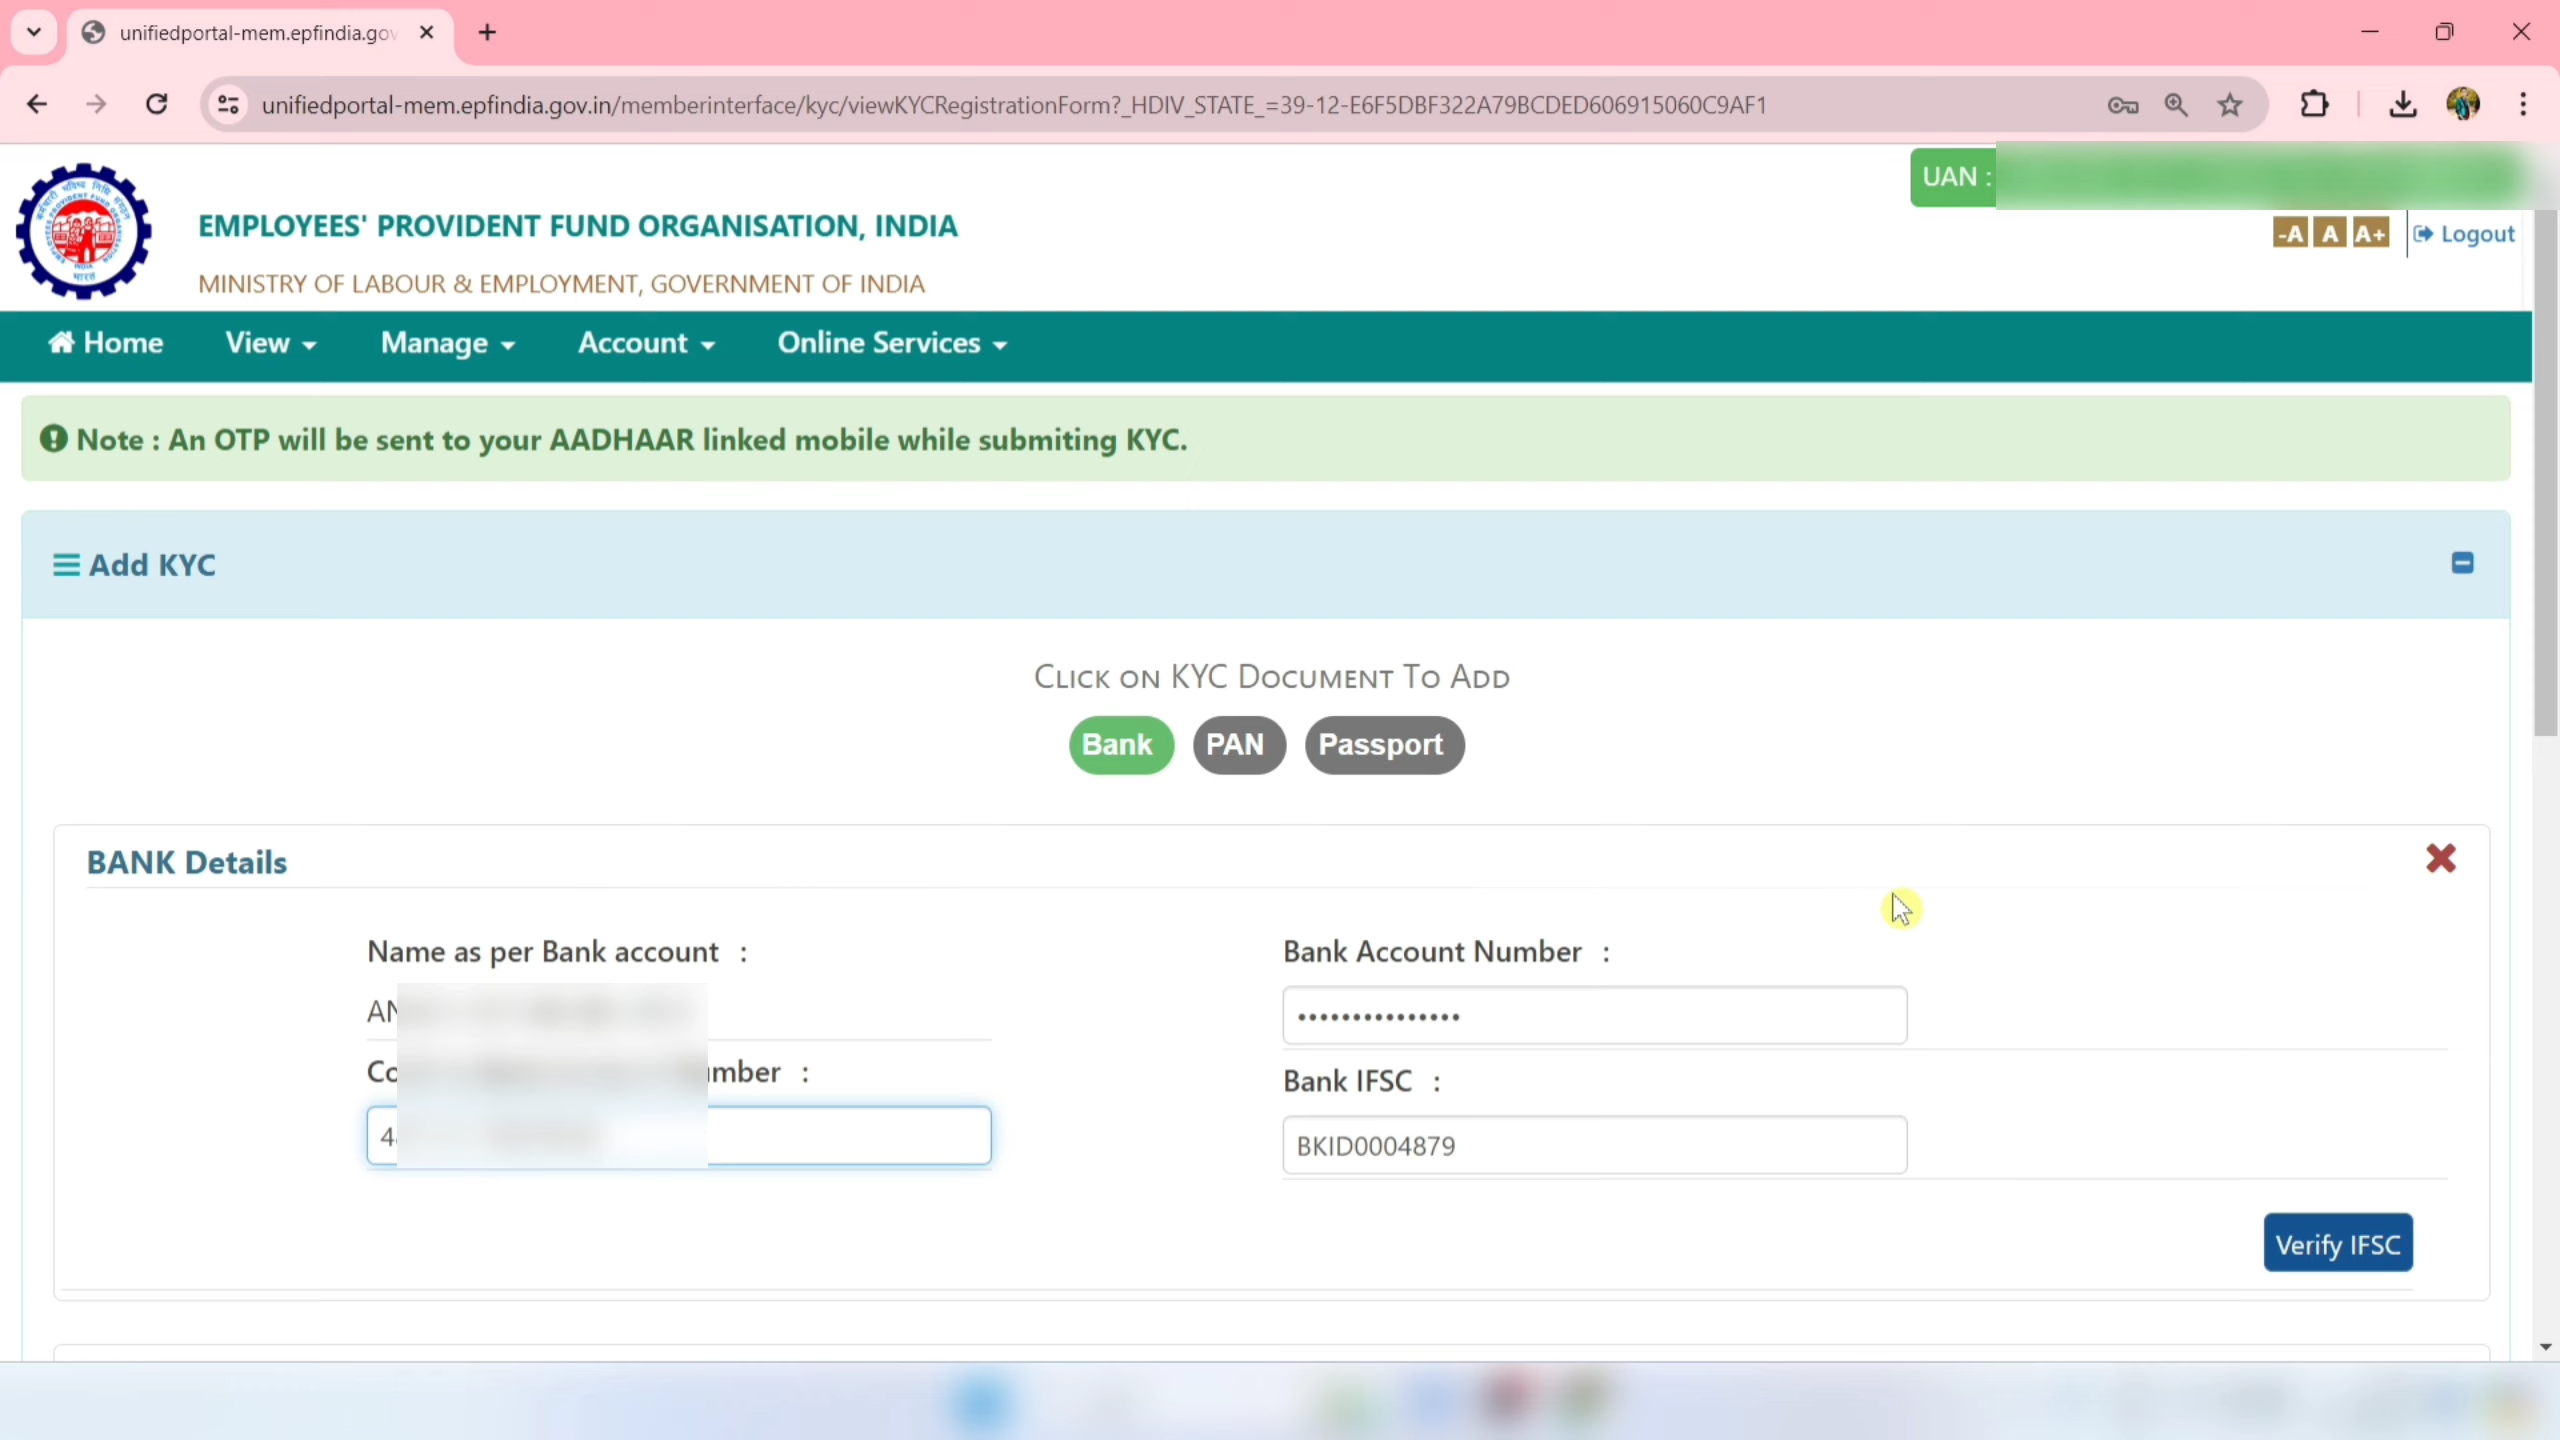 unifiedportal-mem.epfindia.gov
unifiedportal-mem.epfindia.gov.in/memberinterface/kyc/viewKYCRegistrationForm?_HDIV_STATE_=39-12-E6F5DBF322A79BCDED606915060C9AF1
UAN :
EMPLOYEES' PROVIDENT FUND ORGANISATION, INDIA
-A A A+ Logout
MINISTRY OF LABOUR & EMPLOYMENT, GOVERNMENT OF INDIA
Home View Manage Account Online Services
Note : An OTP will be sent to your AADHAAR linked mobile while submiting KYC.
Add KYC
CLICK ON KYC DOCUMENT TO ADD
Bank PAN Passport
BANK Details
Name as per Bank account :
Bank Account Number :
AN
•••••••••••••••
Co mber :
Bank IFSC :
4
BKID0004879
Verify IFSC